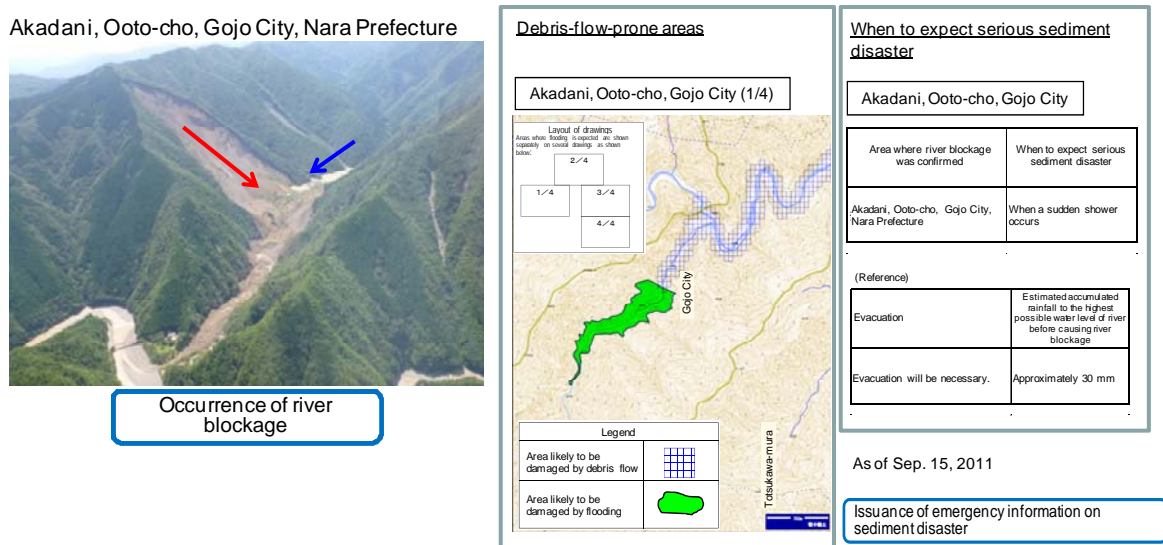 Akadani, Ooto-cho, Gojo City, Nara Prefecture
Occurrence of river
blockage
Debris-flow-prone areas
Akadani, Ooto-cho, Gojo City (1/4)
Layout of drawings
Areas where flooding is expected are shown
separately on several drawings as shown
below:
2/4
1/4
3/4
4/4
Gojo City
Totsukawa-mura
Legend
Area likely to be
damaged by debris flow
Area likely to be
damaged by flooding
When to expect serious sediment
disaster
Akadani, Ooto-cho, Gojo City
Area where river blockage
was confirmed
When to expect serious
sediment disaster
Akadani, Ooto-cho, Gojo City,
Nara Prefecture
When a sudden shower
occurs
(Reference)
Evacuation
Estimated accumulated
rainfall to the highest
possible water level of river
before causing river
blockage
Evacuation will be necessary.
Approximately 30 mm
As of Sep. 15, 2011
Issuance of emergency information on
sediment disaster